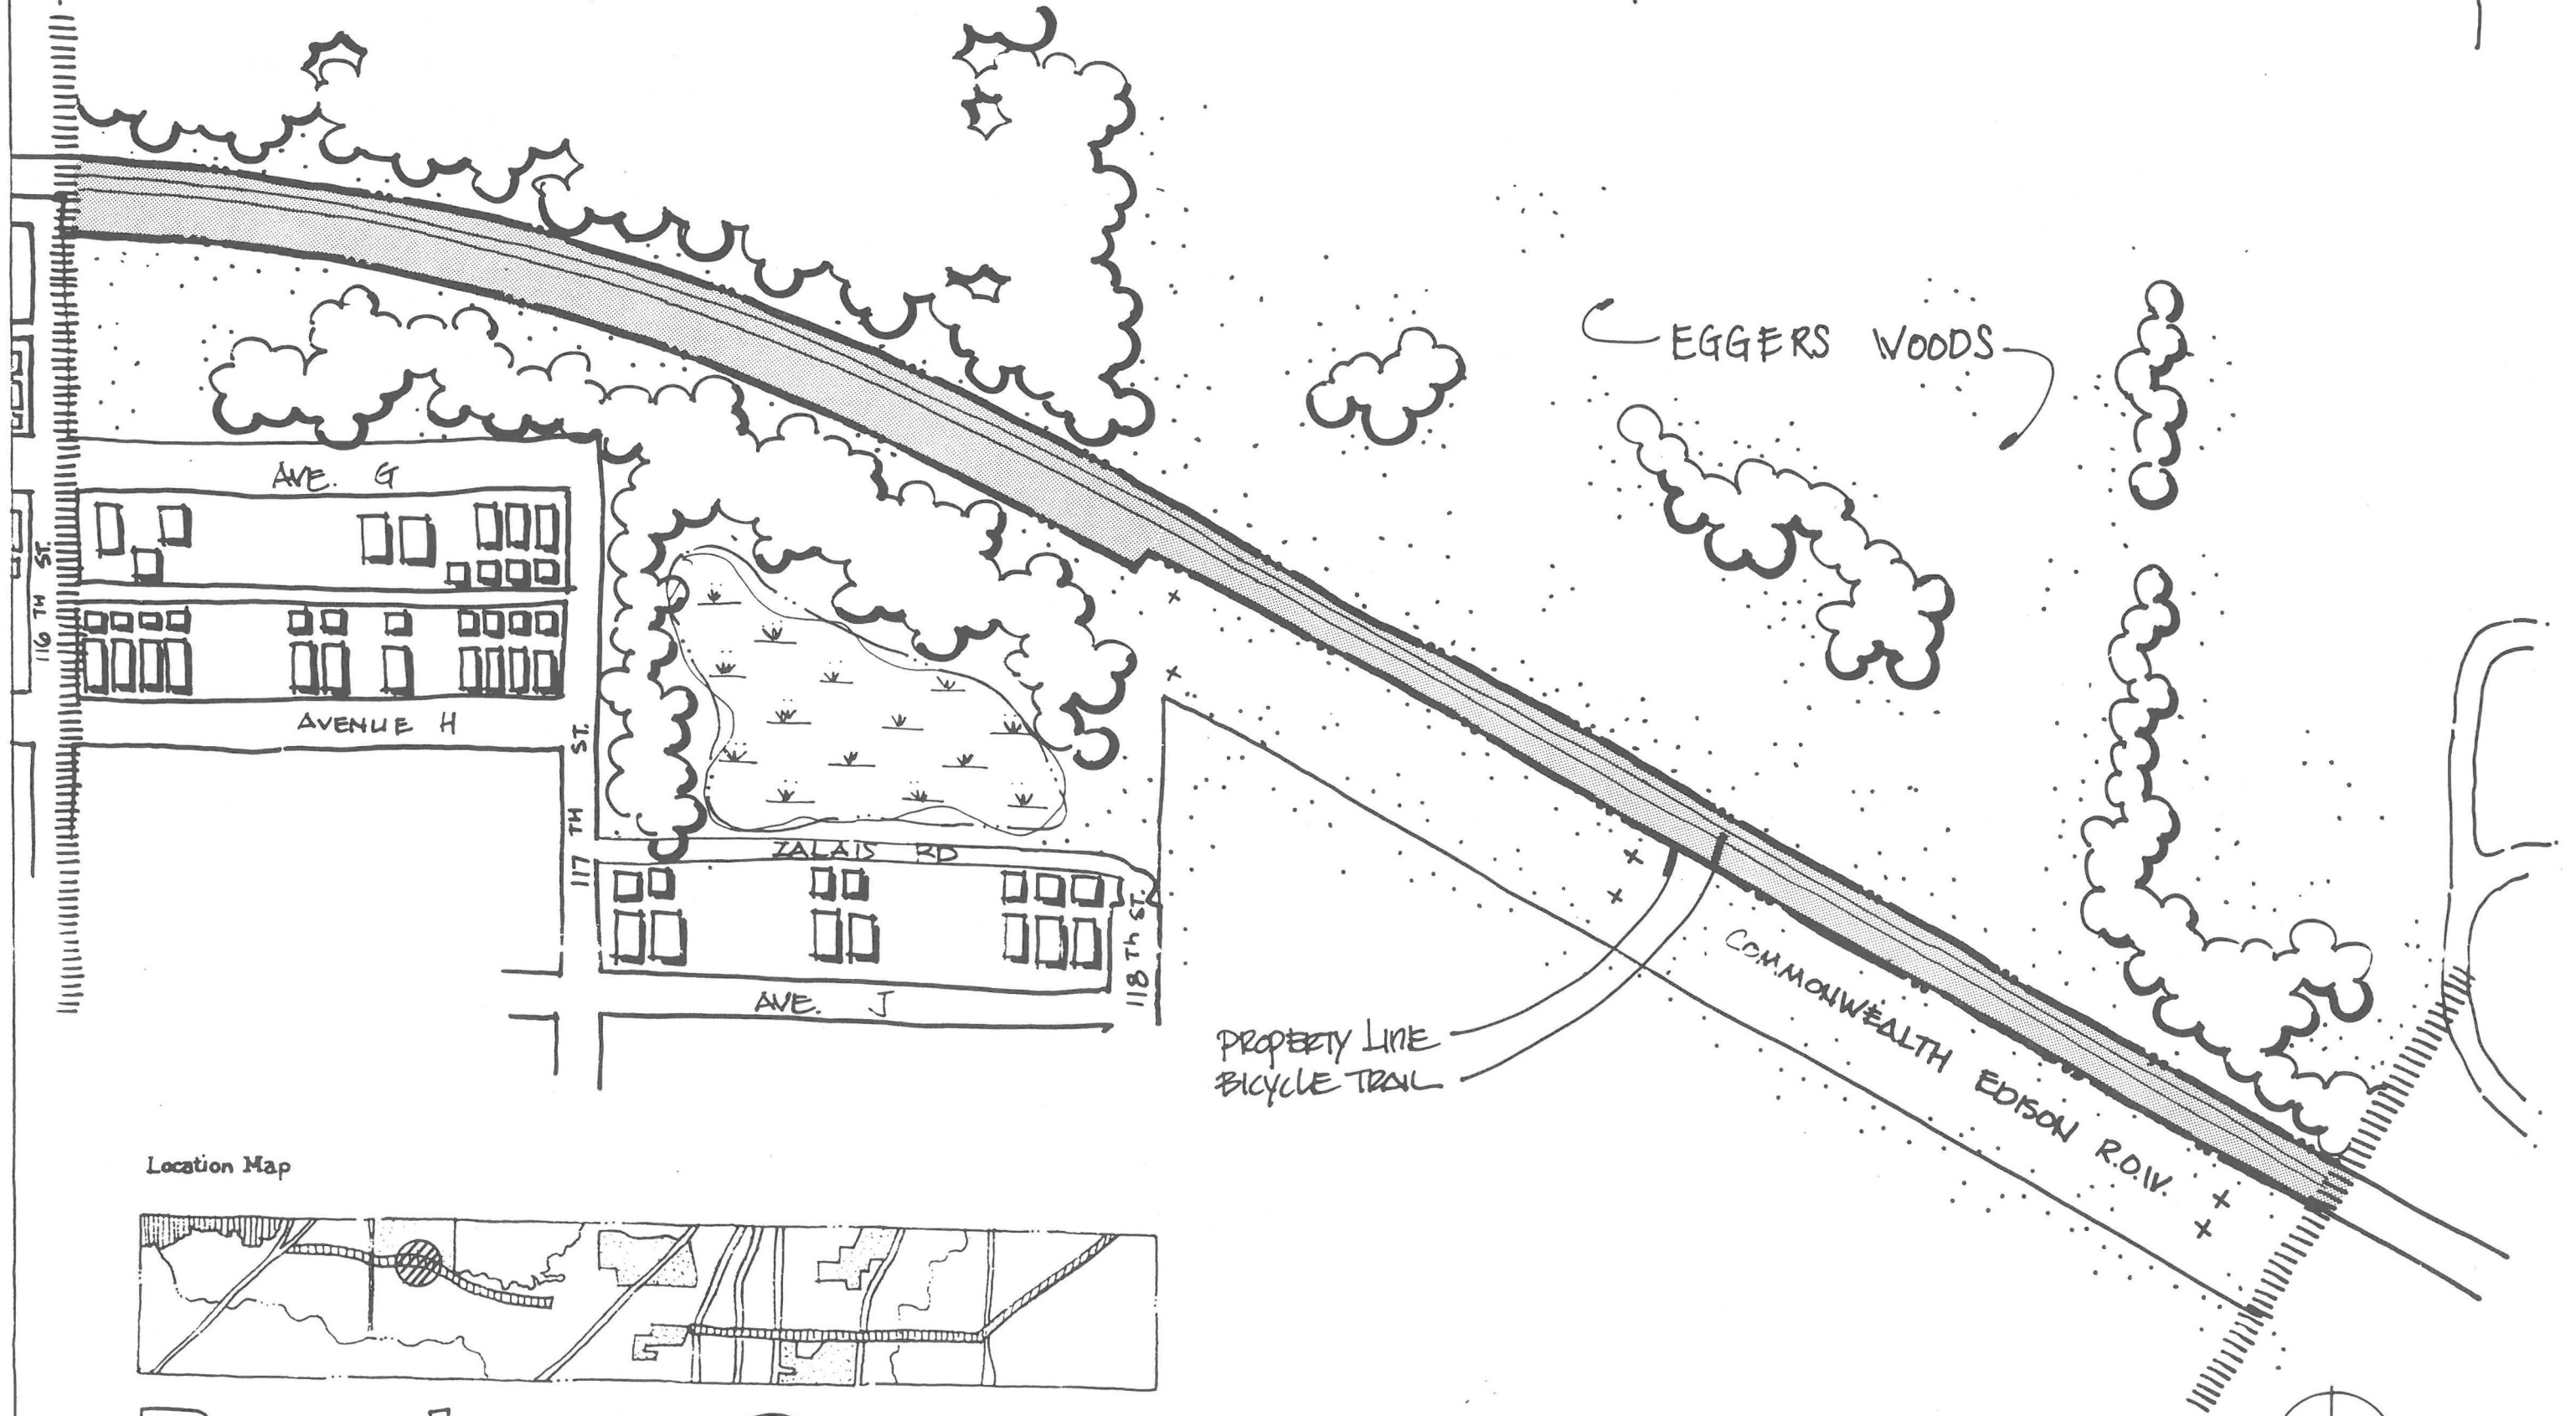 EGGERS WOODS
AVE. G
116 TH ST.
AVENUE H
117 TH ST.
ZALAIS RD
118 Th ST.
AVE. J
PROPERTY LINE
BICYCLE TRAIL
COMMONWEALTH EDISON R.O.W.
Location Map